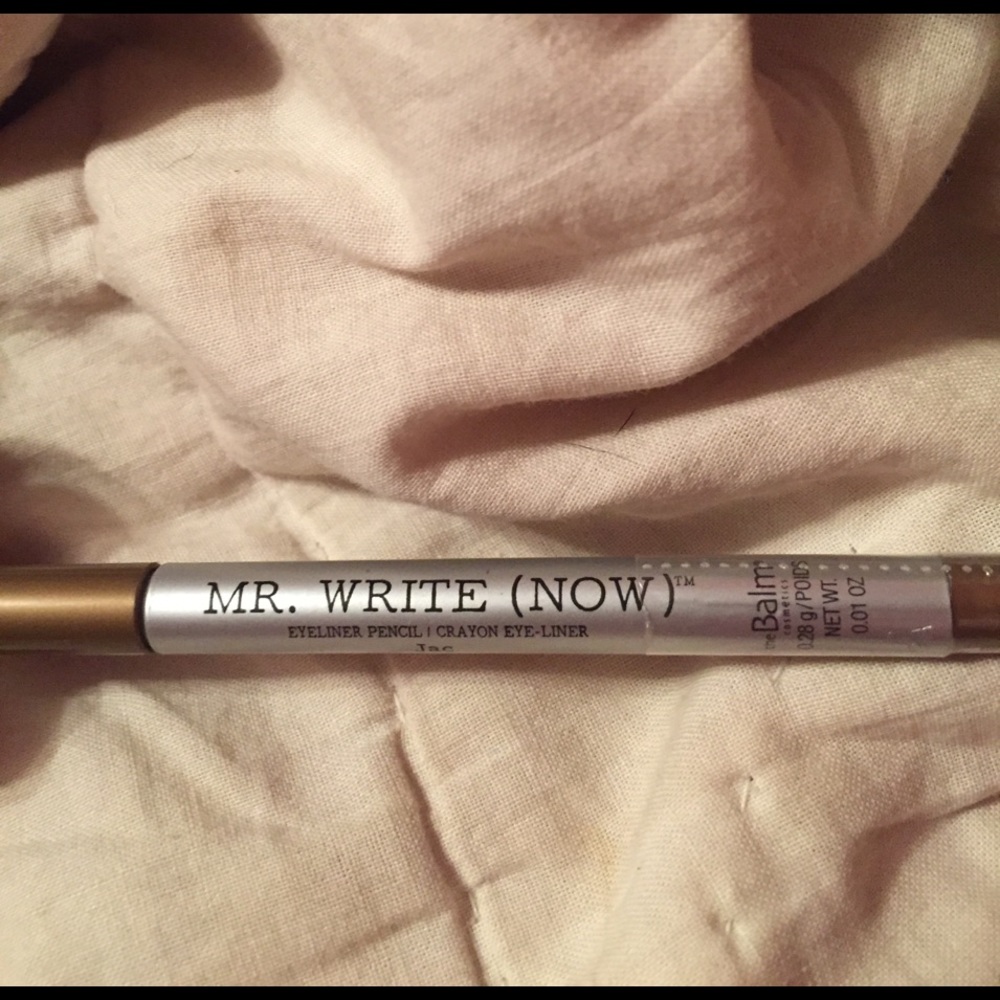 MR. WRITE (NOW)™
EYELINER PENCIL | CRAYON EYE-LINER
Jac
theBalm®
cosmetics
0.28 g/POIDS
NET WT.
0.01 OZ